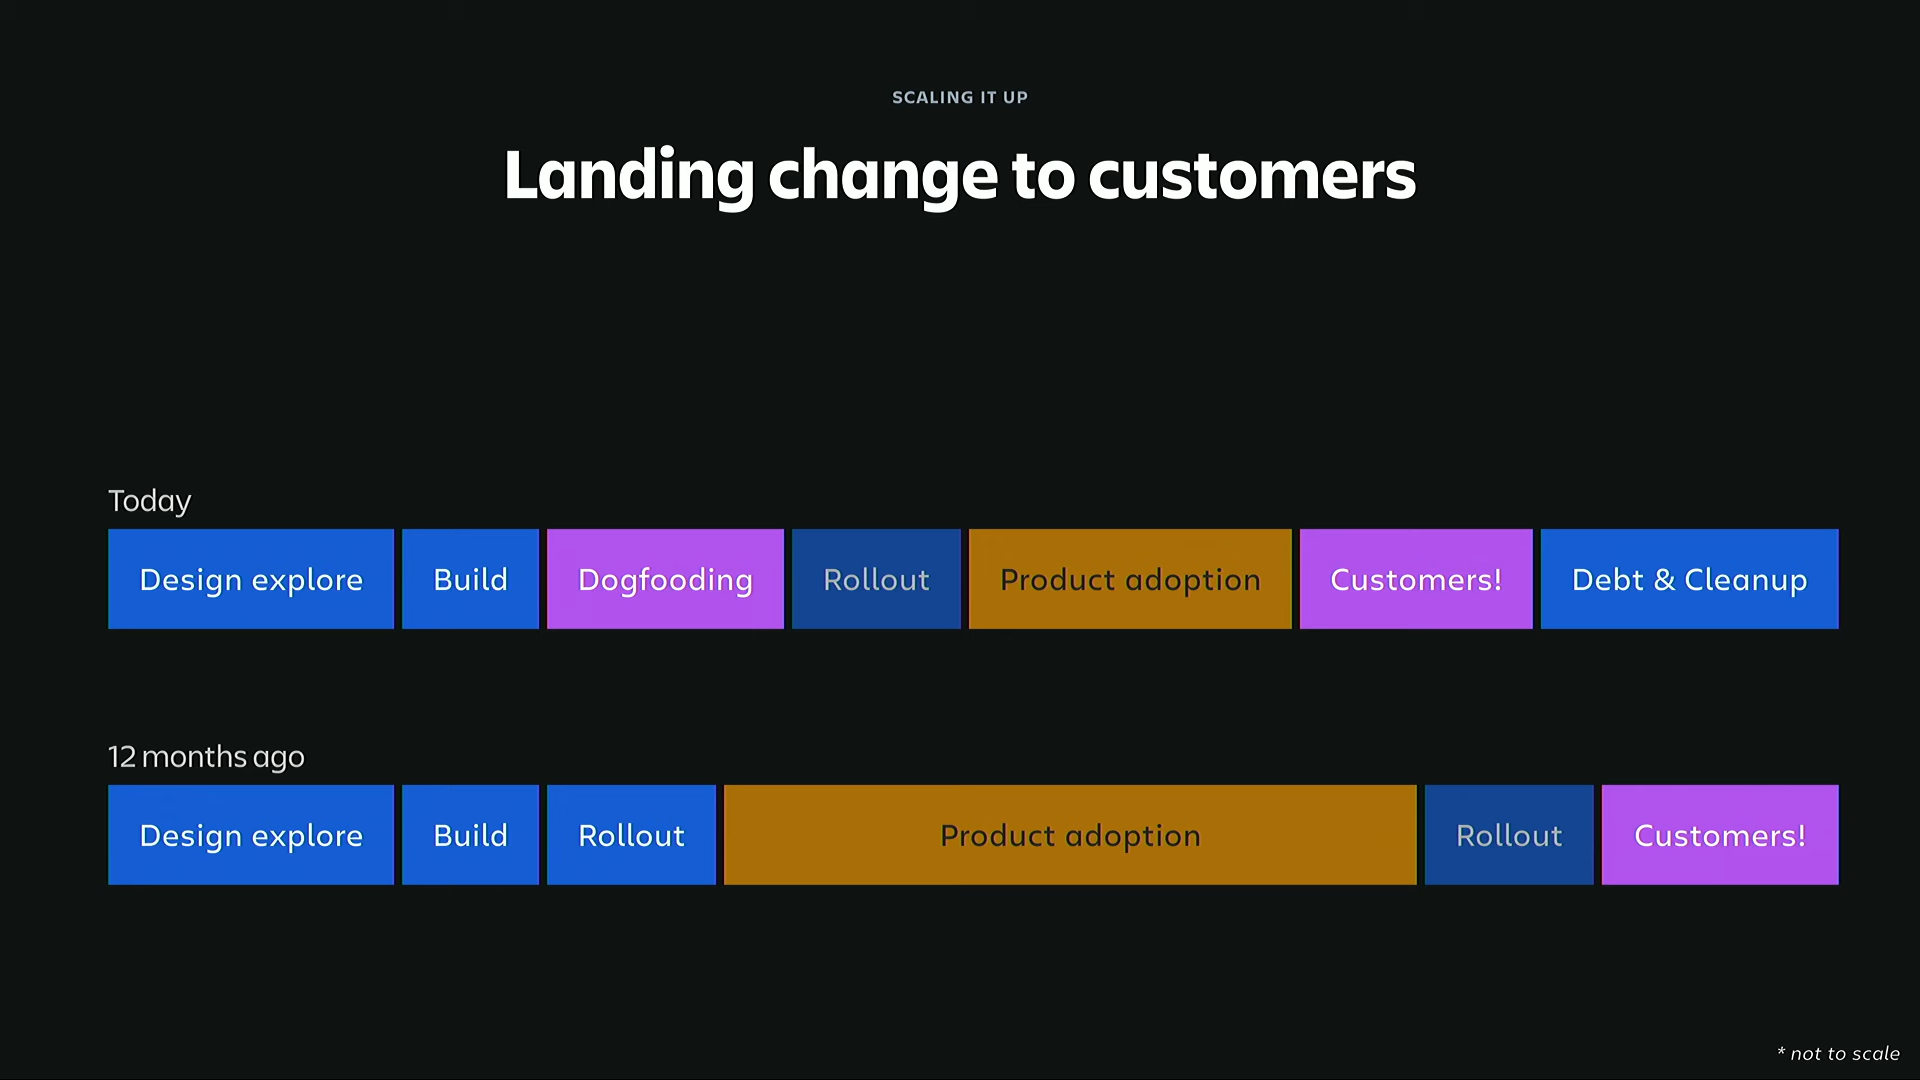 SCALING IT UP
Landing change to customers
Today
Design explore Build Dogfooding Rollout Product adoption Customers! Debt & Cleanup
12 months ago
Design explore Build Rollout Product adoption Rollout Customers!
* not to scale